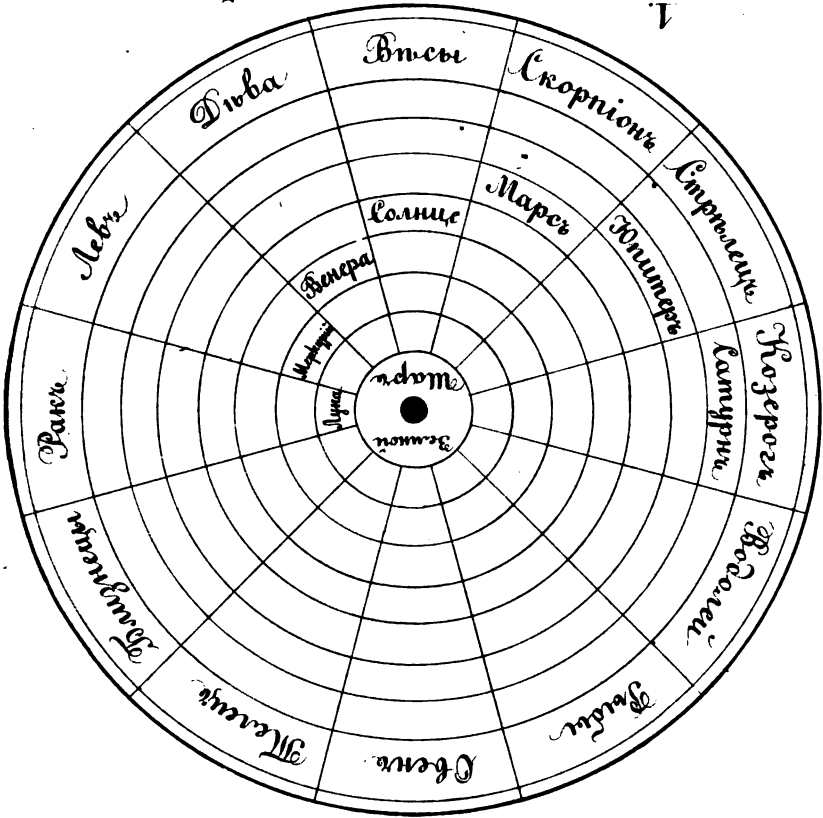 1.
Вѣсы
Скорпіонъ
Стрѣлецъ
Козерогъ
Водолей
Рыбы
Овенъ
Телецъ
Близнецы
Ракъ
Левъ
Дѣва
Луна
Меркурій
Венера
Солнце
Марсъ
Юпитеръ
Сатурнъ
Земной
Шаръ